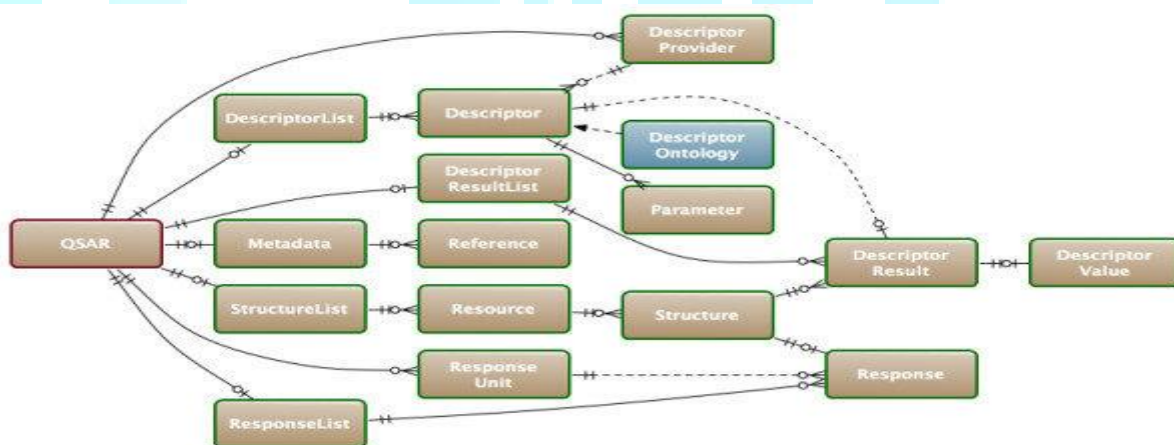 Descriptor
Provider
DescriptorList
Descriptor
Descriptor
Ontology
Descriptor
ResultList
Parameter
QSAR
Metadata
Reference
Descriptor
Result
Descriptor
Value
StructureList
Resource
Structure
Response
Unit
Response
ResponseList